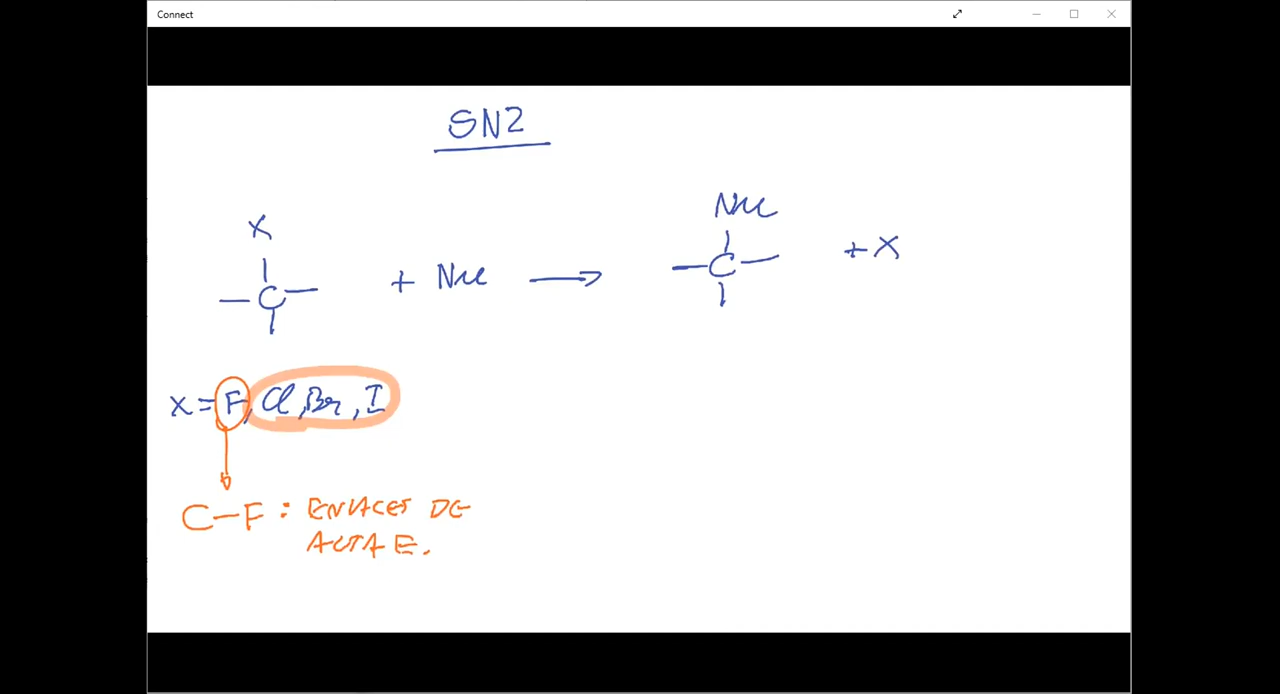 Connect
SN2
X
Nu
C + Nu → C + X
X = F, Cl, Br, I
C-F : ENLACES DE
ALTA E.